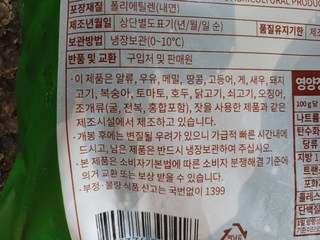 포장재질 폴리에틸렌(내면)
제조년월일 상단별도표기(년/월/일 순) 품질유지기한
보관방법 냉장보관(0~10℃)
반품 및 교환 구입처 및 판매원
· 이 제품은 알류, 우유, 메밀, 땅콩, 고등어, 게, 새우, 돼지
고기, 복숭아, 토마토, 호두, 닭고기, 쇠고기, 오징어,
조개류(굴, 전복, 홍합포함), 잣을 사용한 제품과 같은
제조시설에서 제조하고 있습니다.
· 개봉 후에는 변질될 우려가 있으니 가급적 빠른 시간내에
드시고, 남은 제품은 반드시 냉장보관하여 주십시오.
· 본 제품은 소비자기본법에 따른 소비자 분쟁해결 기준에
의거 교환 또는 보상 받을 수 있습니다.
· 부정·불량 식품 신고는 국번없이 1399
영양정
100 g 당
나트륨
탄수화
당류
지방
트랜
포화
콜레스
단백질